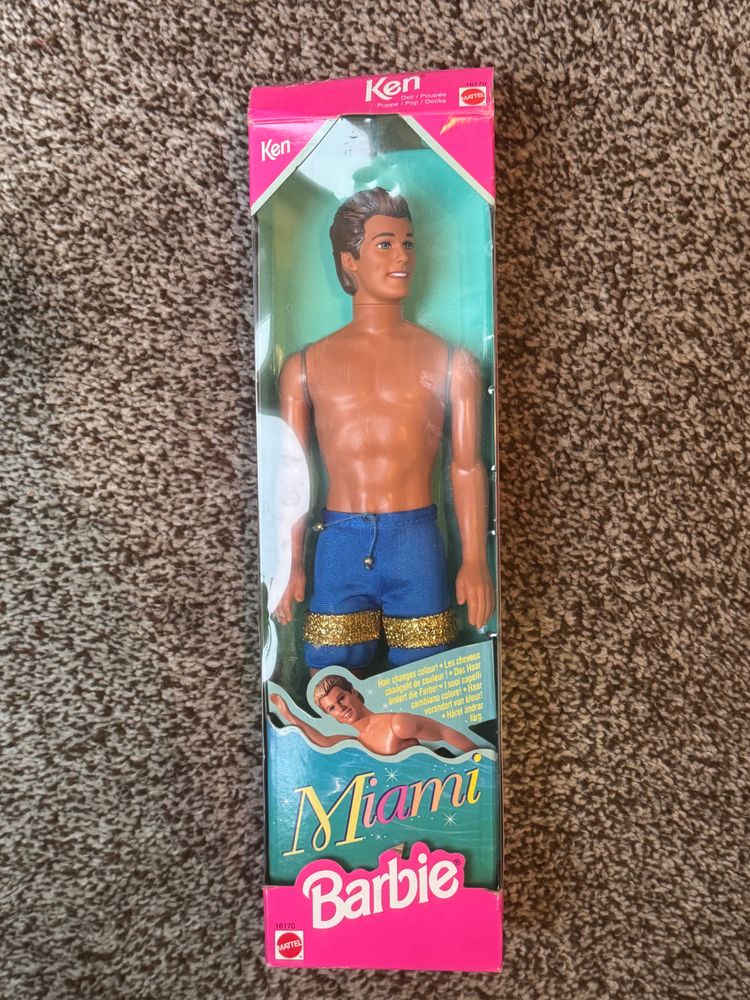 Ken
16170
Doll / Poupée
Puppe / Pop / Docka
MATTEL
Ken
Hair changes colour! • Les cheveux
changent de couleur ! • Das Haar
ändert die Farbe! • I suoi capelli
cambiano colore! • Haar
verandert van kleur!
• Håret ändrar
färg.
Miami
Barbie®
16170
MATTEL